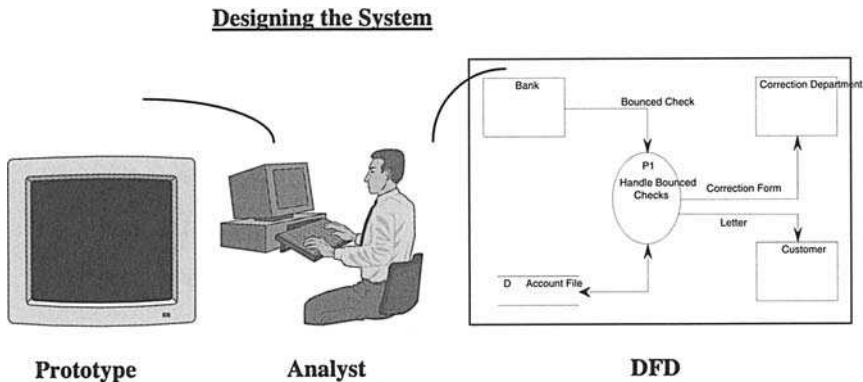 Designing the System
Bank
Correction Department
Bounced Check
P1
Handle Bounced
Checks
Correction Form
Letter
Customer
D Account File
Prototype
Analyst
DFD